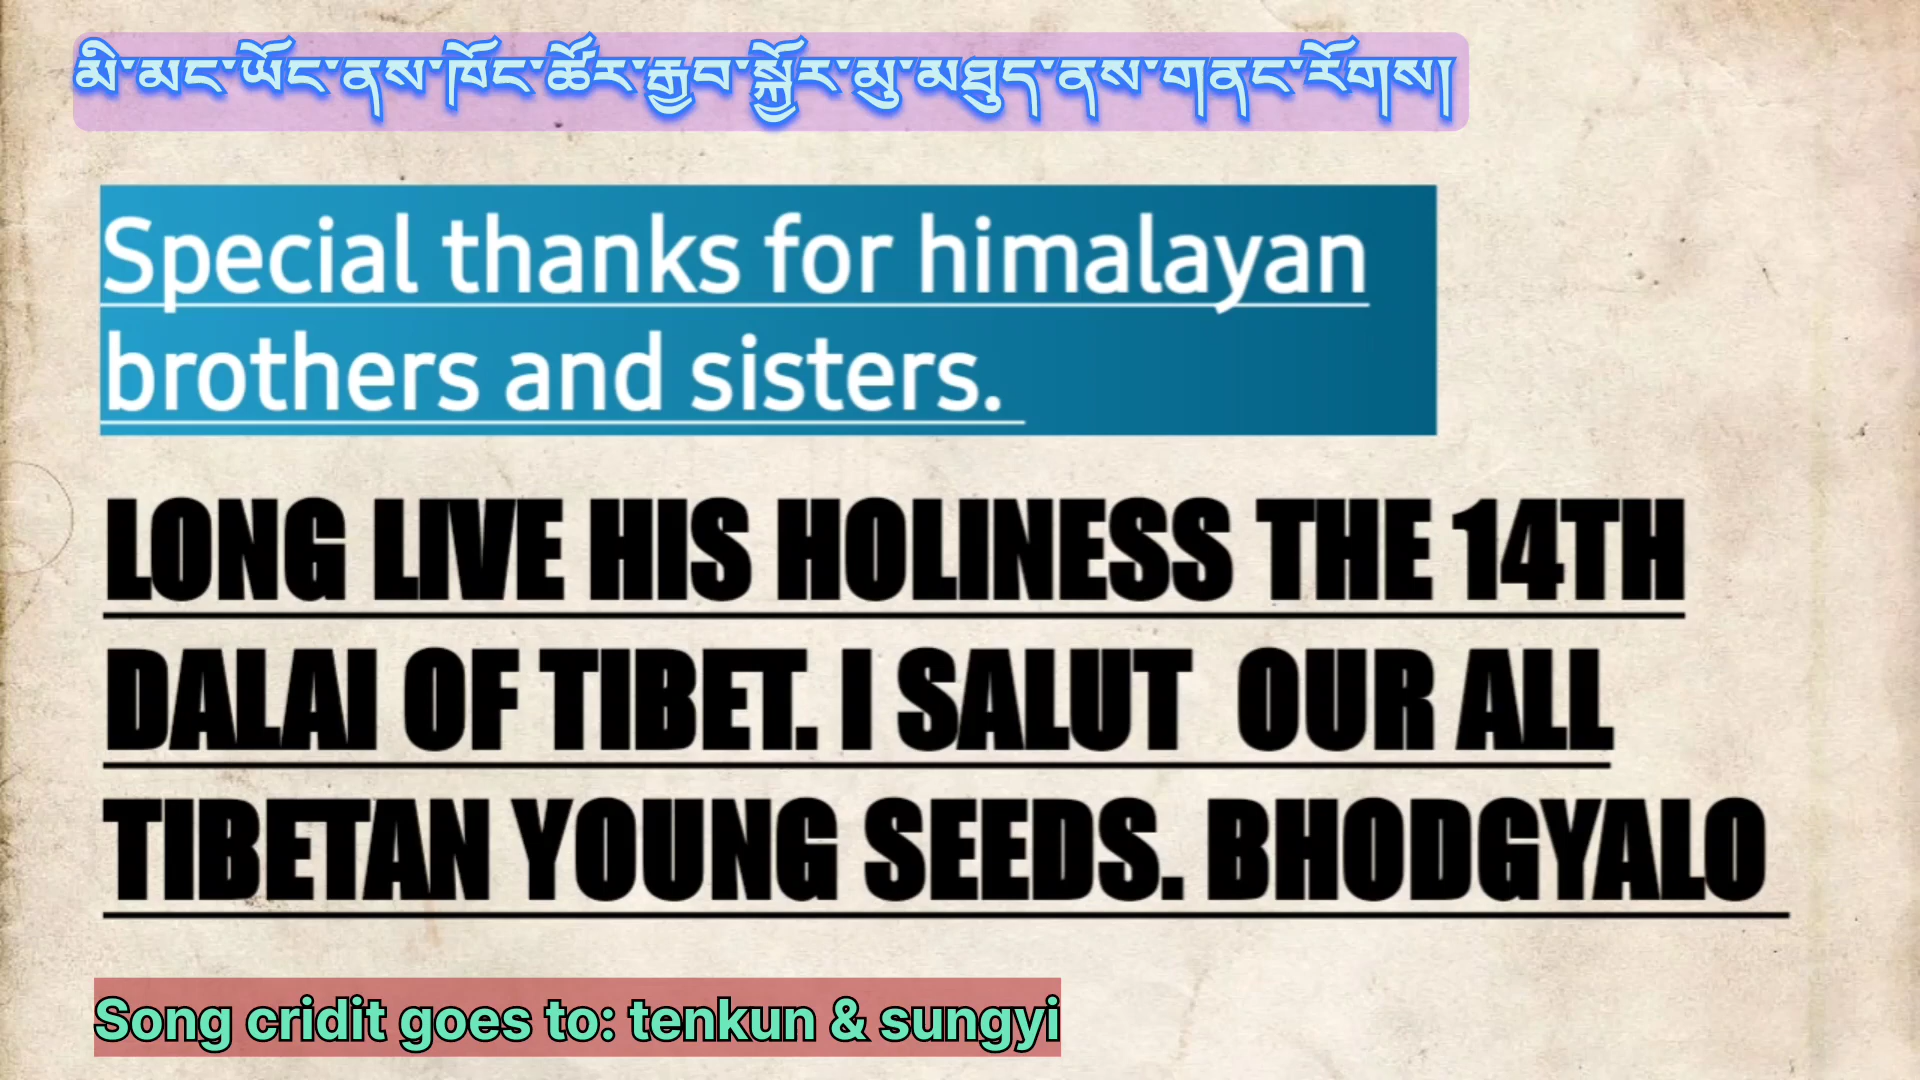 མི་མང་ཡོང་ནས་ཁོང་ཚོར་རྒྱབ་སྐྱོར་མུ་མཐུད་ནས་གནང་རོགས།
Special thanks for himalayan
brothers and sisters.
LONG LIVE HIS HOLINESS THE 14TH
DALAI OF TIBET. I SALUT OUR ALL
TIBETAN YOUNG SEEDS. BHODGYALO
Song cridit goes to: tenkun & sungyi